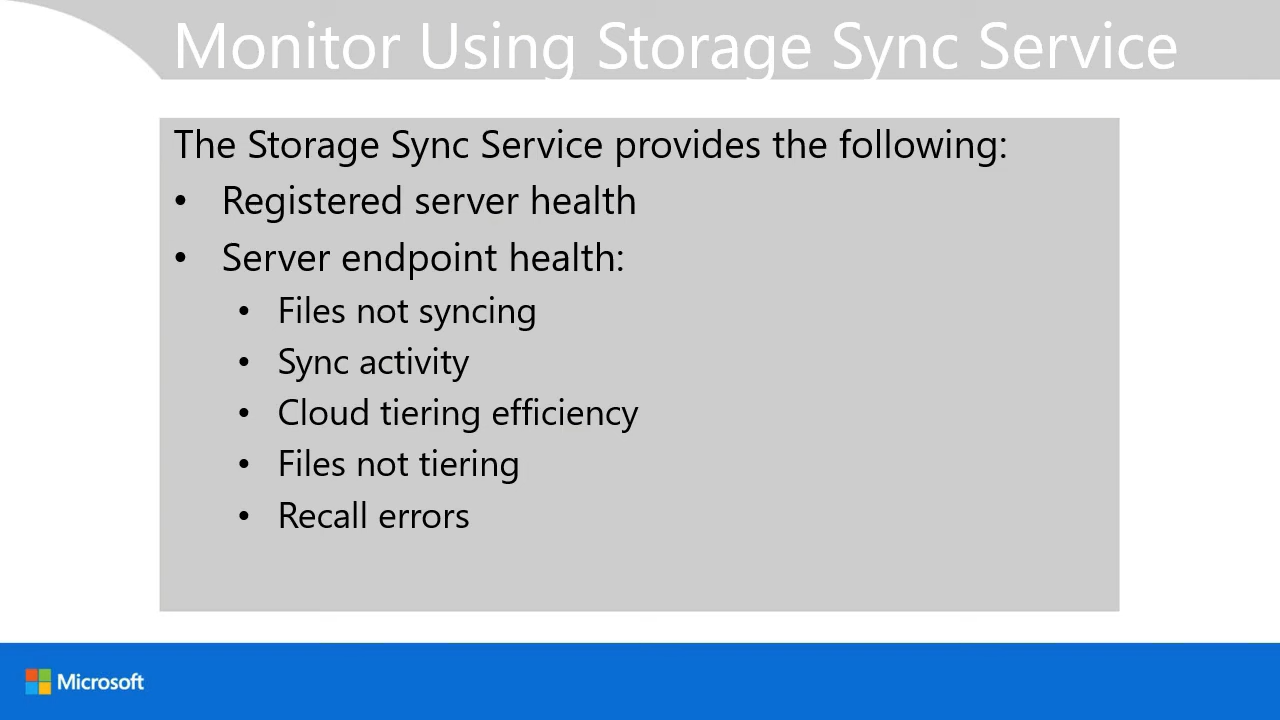 Monitor Using Storage Sync Service
The Storage Sync Service provides the following:
• Registered server health
• Server endpoint health:
• Files not syncing
• Sync activity
• Cloud tiering efficiency
• Files not tiering
• Recall errors
Microsoft